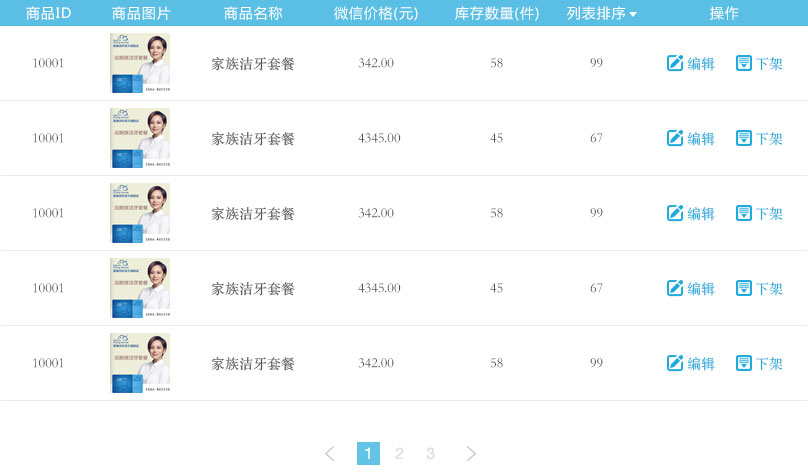 商品ID 商品图片 商品名称 微信价格(元) 库存数量(件) 列表排序 操作
10001 家族洁牙套餐 342.00 58 99 编辑 下架
10001 家族洁牙套餐 4345.00 45 67 编辑 下架
10001 家族洁牙套餐 342.00 58 99 编辑 下架
10001 家族洁牙套餐 4345.00 45 67 编辑 下架
10001 家族洁牙套餐 342.00 58 99 编辑 下架
1 2 3